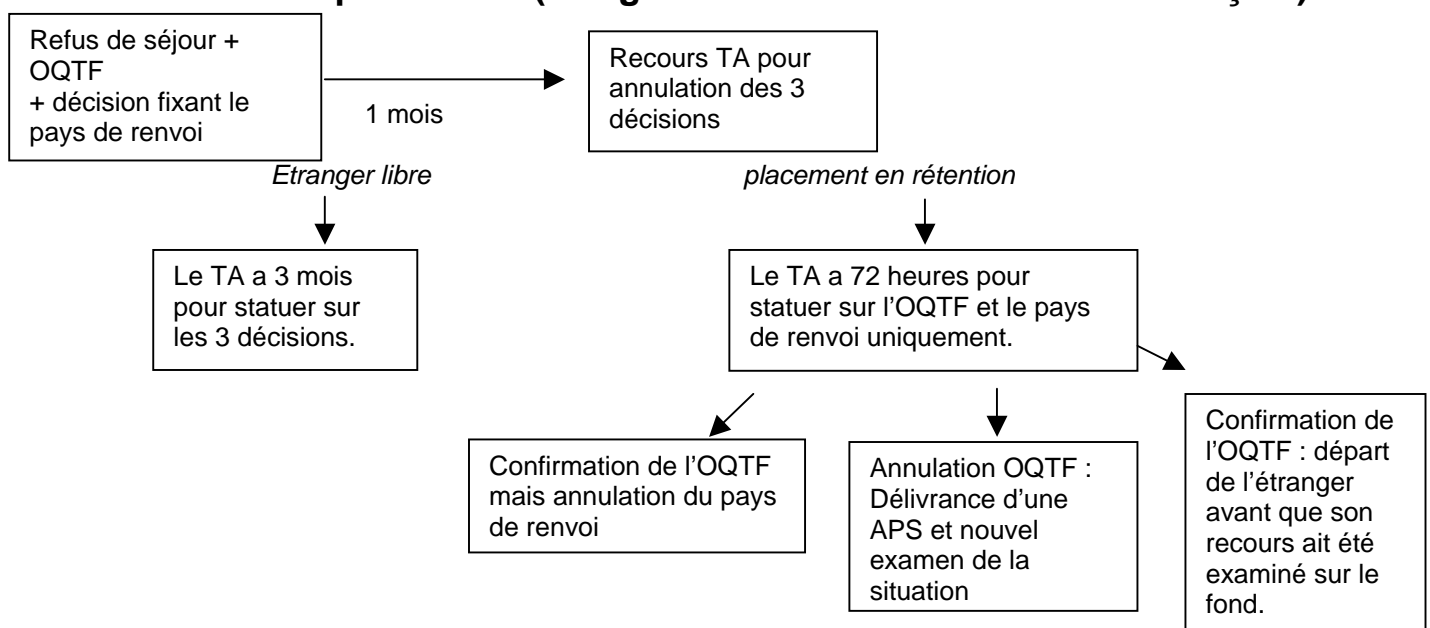 Refus de séjour +
OQTF
+ décision fixant le
pays de renvoi
1 mois
Recours TA pour
annulation des 3
décisions
Etranger libre
placement en rétention
Le TA a 3 mois
pour statuer sur
les 3 décisions.
Le TA a 72 heures pour
statuer sur l'OQTF et le pays
de renvoi uniquement.
Confirmation de l'OQTF
mais annulation du pays
de renvoi
Annulation OQTF :
Délivrance d'une
APS et nouvel
examen de la
situation
Confirmation de
l'OQTF : départ
de l'étranger
avant que son
recours ait été
examiné sur le
fond.